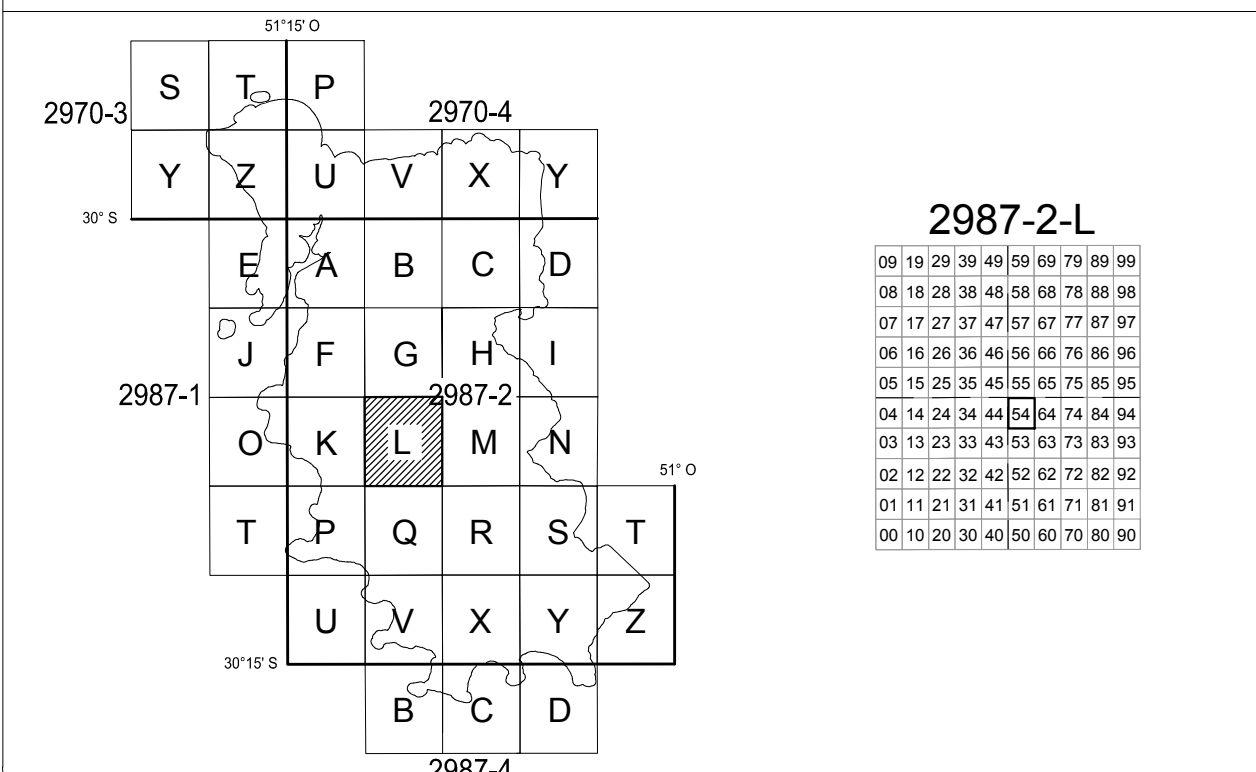 51°15' O
S T P
2970-3
2970-4
Y Z U V X Y
30° S
E A B C D
J F G H I
2987-1
2987-2
O K L M N
51° O
T P Q R S T
U V X Y Z
30°15' S
B C D
2987-4
2987-2-L
09 19 29 39 49 59 69 79 89 99
08 18 28 38 48 58 68 78 88 98
07 17 27 37 47 57 67 77 87 97
06 16 26 36 46 56 66 76 86 96
05 15 25 35 45 55 65 75 85 95
04 14 24 34 44 54 64 74 84 94
03 13 23 33 43 53 63 73 83 93
02 12 22 32 42 52 62 72 82 92
01 11 21 31 41 51 61 71 81 91
00 10 20 30 40 50 60 70 80 90